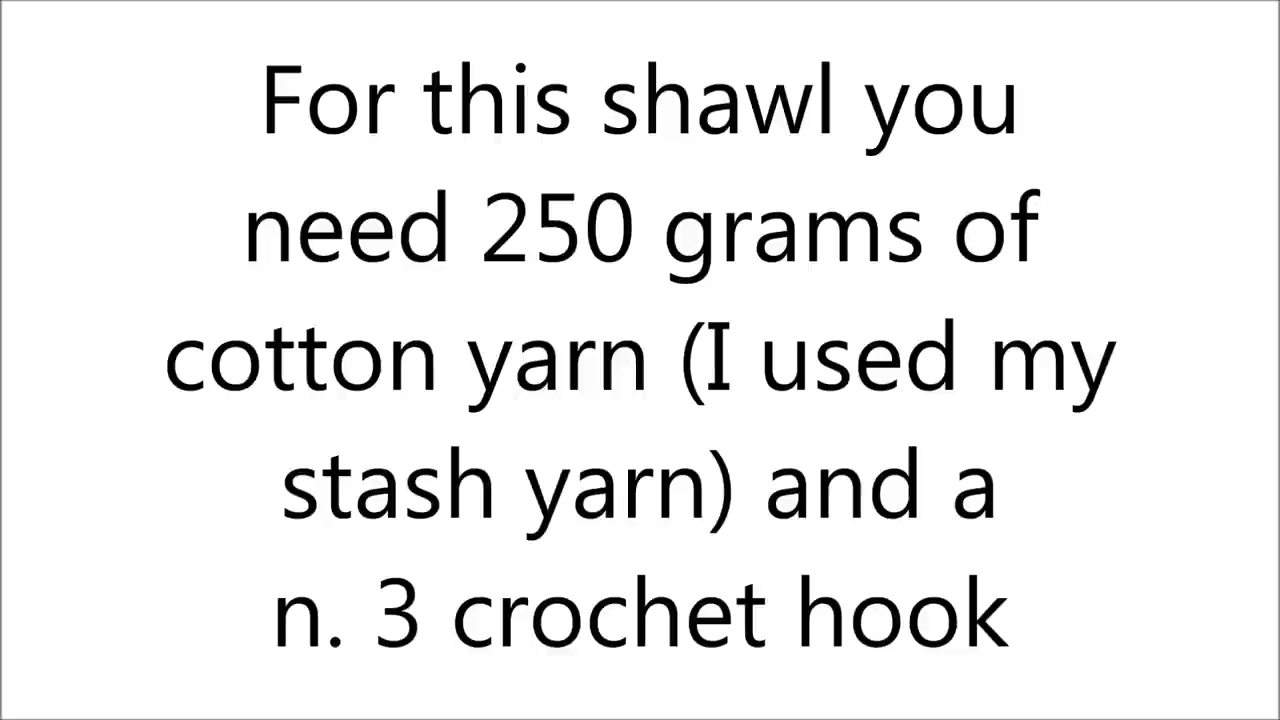 For this shawl you
need 250 grams of
cotton yarn (I used my
stash yarn) and a
n. 3 crochet hook